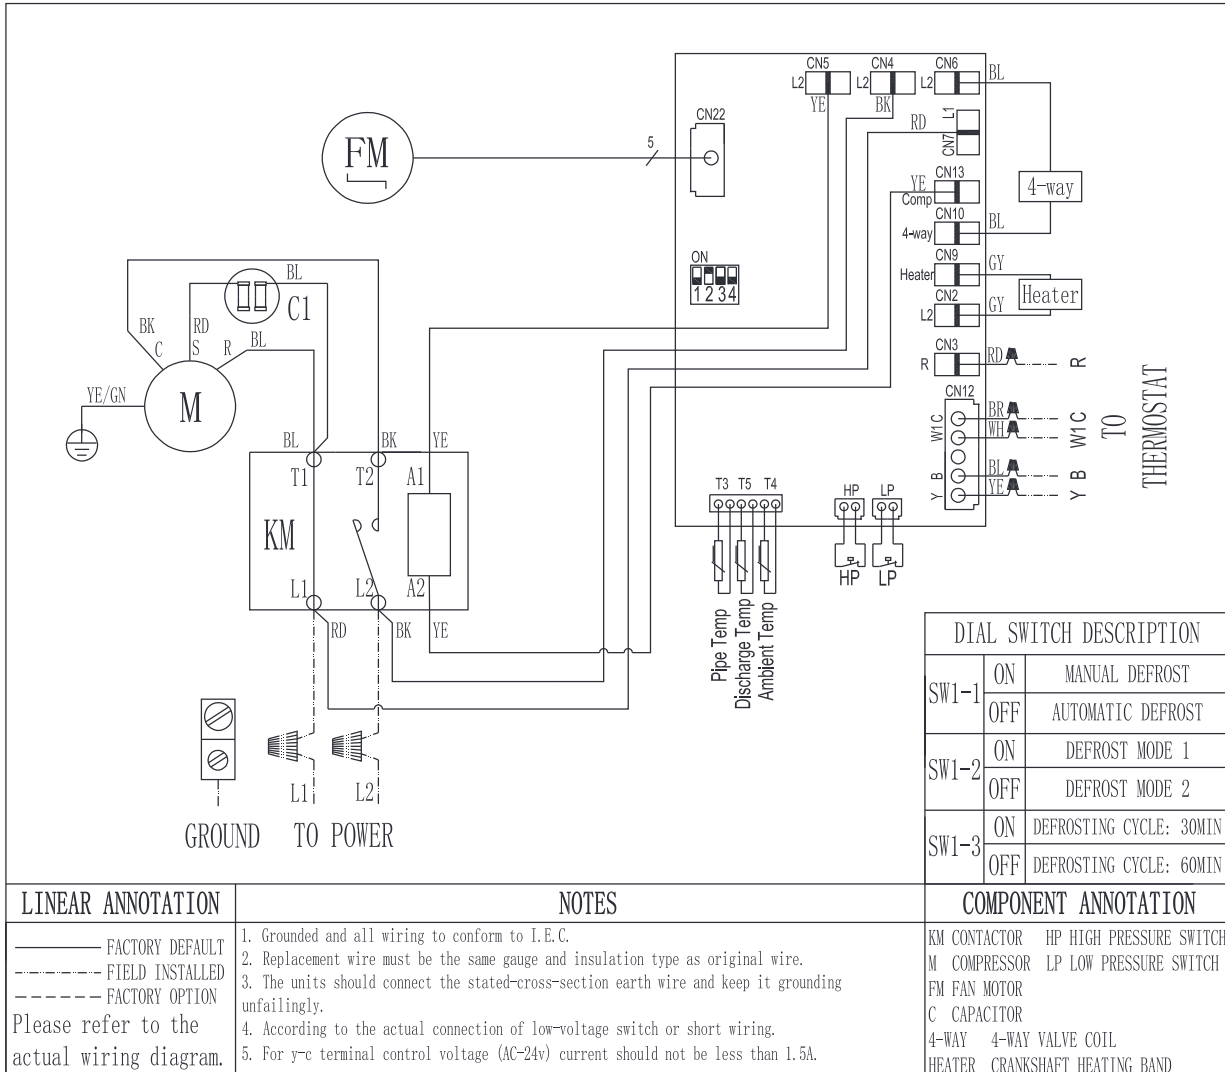 CN5 CN4 CN6
L2 L2 L2 BL
YE BK
CN22
RD L1
CN7
FM 5
CN13
YE
Comp
4-way
CN10
4-way BL
ON
1 2 3 4
CN9
Heater GY
Heater
CN2
L2 GY
BL
C1
BK RD BL
C S R
CN3
R RD R
YE/GN M
CN12
W1C BR W1C
WH
Y B BL Y B
YE
TO
THERMOSTAT
BL BK YE
T1 T2 A1
KM
L1 L2 A2
RD BK YE
T3 T5 T4
HP LP
HP LP
Pipe Temp
Discharge Temp
Ambient Temp
L1 L2
GROUND TO POWER
DIAL SWITCH DESCRIPTION
SW1-1 ON MANUAL DEFROST
OFF AUTOMATIC DEFROST
SW1-2 ON DEFROST MODE 1
OFF DEFROST MODE 2
SW1-3 ON DEFROSTING CYCLE: 30MIN
OFF DEFROSTING CYCLE: 60MIN
LINEAR ANNOTATION
FACTORY DEFAULT
FIELD INSTALLED
FACTORY OPTION
Please refer to the
actual wiring diagram.
NOTES
1. Grounded and all wiring to conform to I.E.C.
2. Replacement wire must be the same gauge and insulation type as original wire.
3. The units should connect the stated-cross-section earth wire and keep it grounding
unfailingly.
4. According to the actual connection of low-voltage switch or short wiring.
5. For y-c terminal control voltage (AC-24v) current should not be less than 1.5A.
COMPONENT ANNOTATION
KM CONTACTOR HP HIGH PRESSURE SWITCH
M COMPRESSOR LP LOW PRESSURE SWITCH
FM FAN MOTOR
C CAPACITOR
4-WAY 4-WAY VALVE COIL
HEATER CRANKSHAFT HEATING BAND